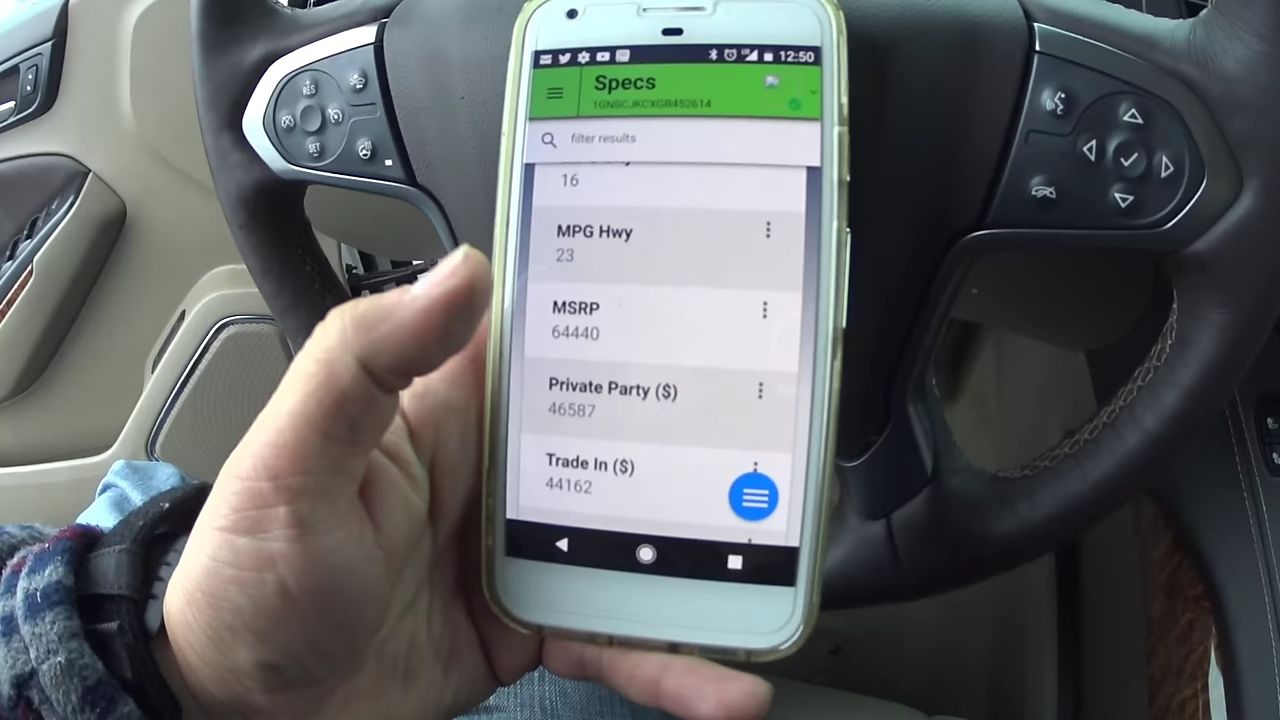 12:50
Specs
1GNSCJKCXGR452614
filter results
16
MPG Hwy
23
MSRP
64440
Private Party ($)
46587
Trade In ($)
44162
RES
SET